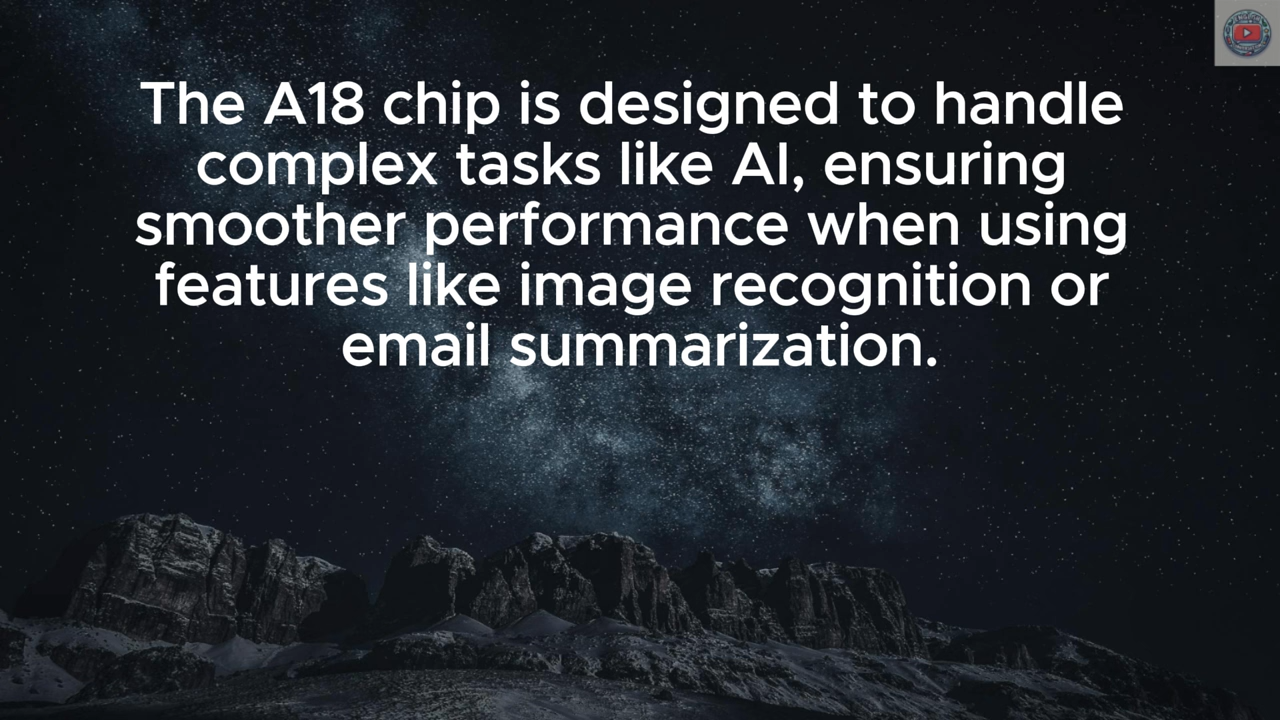 The A18 chip is designed to handle
complex tasks like AI, ensuring
smoother performance when using
features like image recognition or
email summarization.